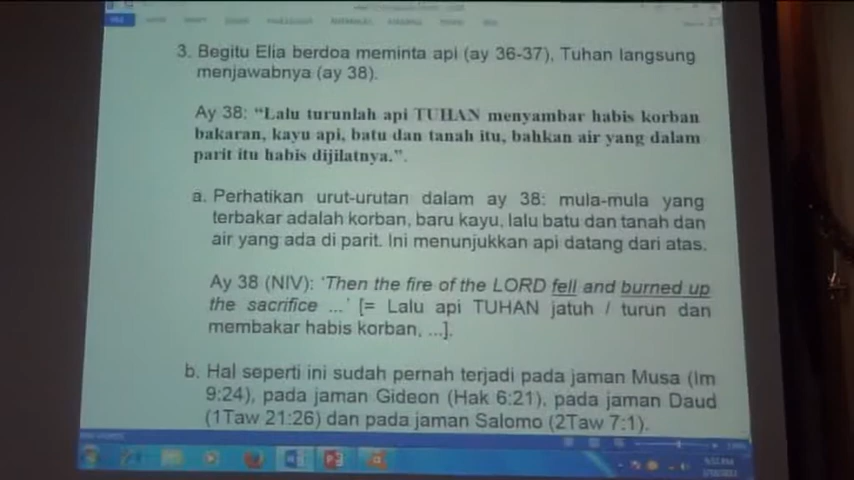 3. Begitu Elia berdoa meminta api (ay 36-37), Tuhan langsung
menjawabnya (ay 38).
Ay 38: “Lalu turunlah api TUHAN menyambar habis korban
bakaran, kayu api, batu dan tanah itu, bahkan air yang dalam
parit itu habis dijilatnya.”.
a. Perhatikan urut-urutan dalam ay 38: mula-mula yang
terbakar adalah korban, baru kayu, lalu batu dan tanah dan
air yang ada di parit. Ini menunjukkan api datang dari atas.
Ay 38 (NIV): ‘Then the fire of the LORD fell and burned up
the sacrifice ...’ [= Lalu api TUHAN jatuh / turun dan
membakar habis korban, ...].
b. Hal seperti ini sudah pernah terjadi pada jaman Musa (Im
9:24), pada jaman Gideon (Hak 6:21), pada jaman Daud
(1Taw 21:26) dan pada jaman Salomo (2Taw 7:1).